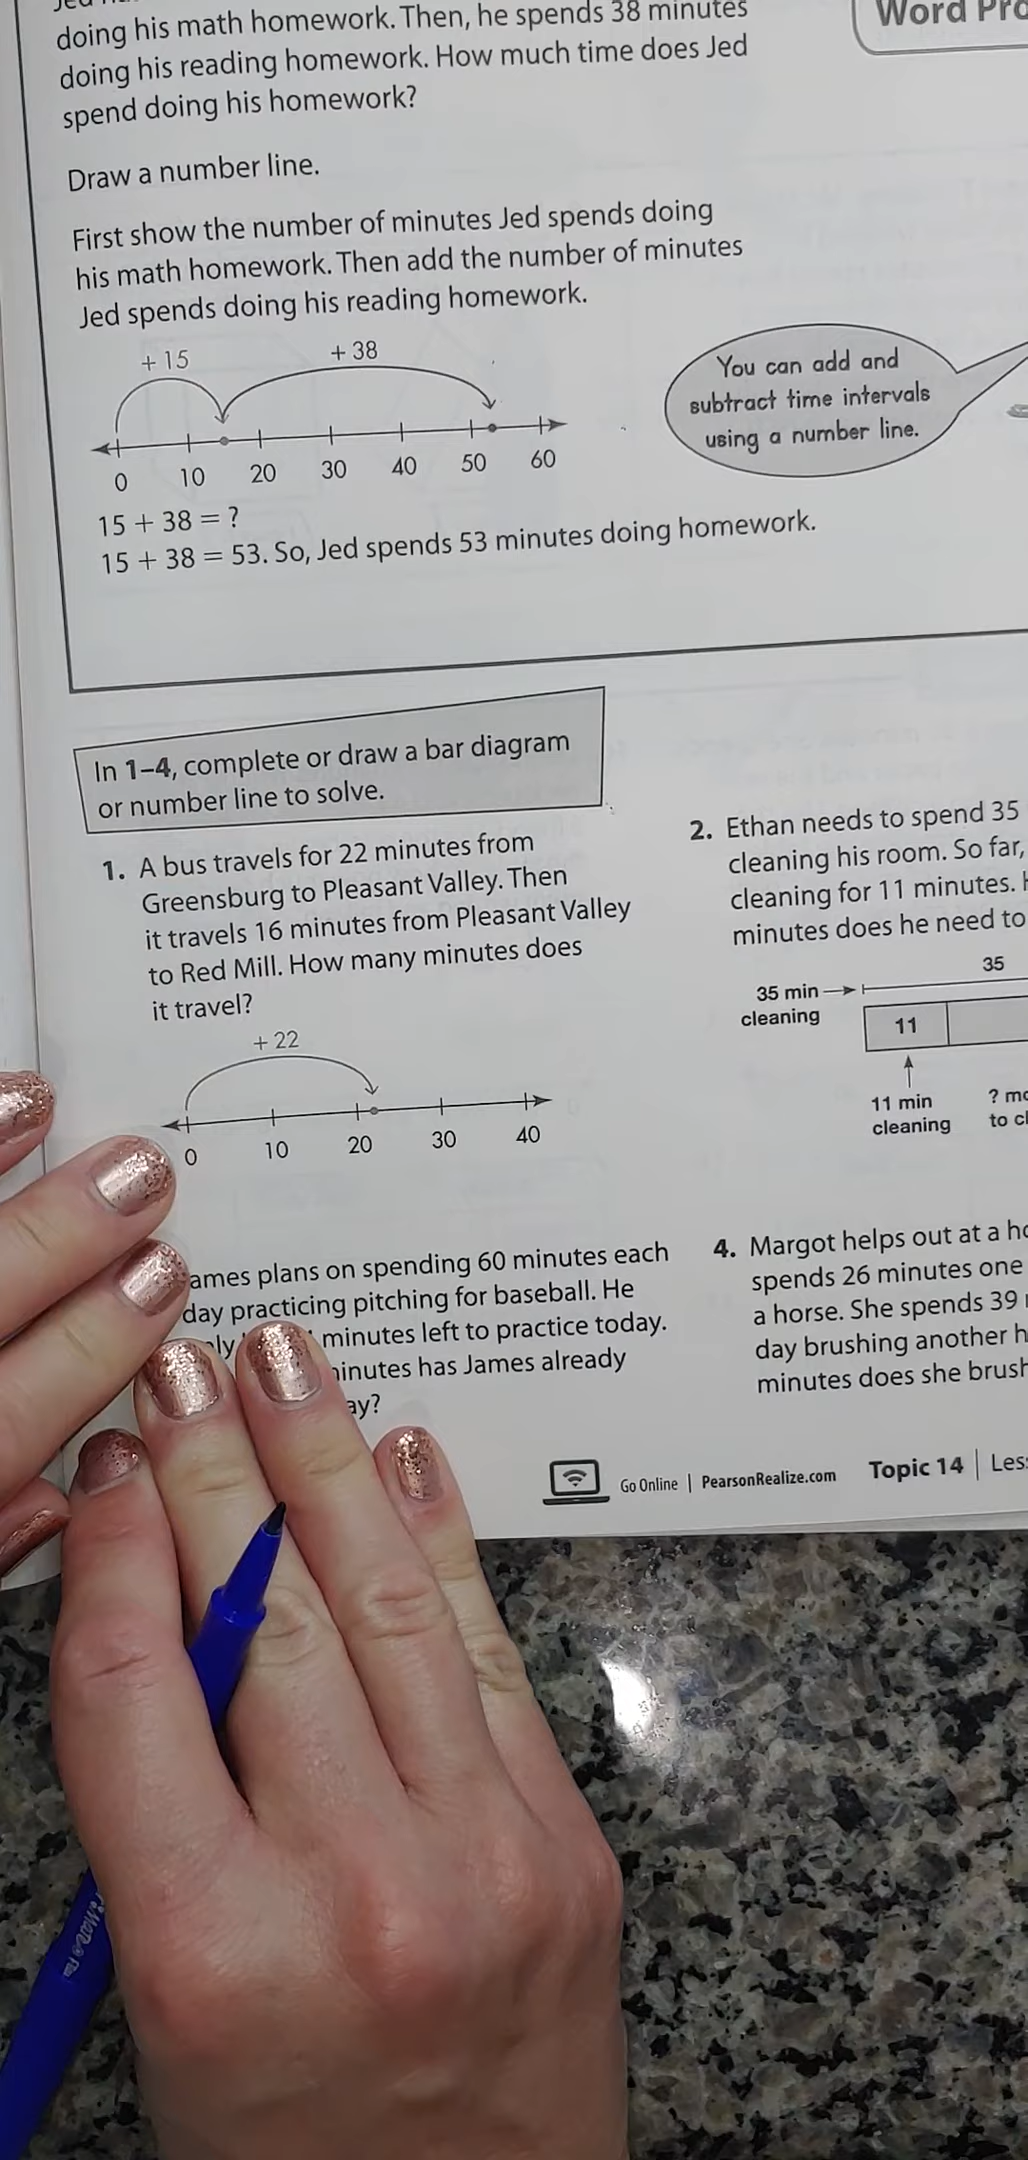 doing his math homework. Then, he spends 38 minutes
doing his reading homework. How much time does Jed
spend doing his homework?
Word
Draw a number line.
First show the number of minutes Jed spends doing
his math homework. Then add the number of minutes
Jed spends doing his reading homework.
+ 15
+ 38
0 10 20 30 40 50 60
You can add and
subtract time intervals
using a number line.
15 + 38 = ?
15 + 38 = 53. So, Jed spends 53 minutes doing homework.
In 1–4, complete or draw a bar diagram
or number line to solve.
1. A bus travels for 22 minutes from
Greensburg to Pleasant Valley. Then
it travels 16 minutes from Pleasant Valley
to Red Mill. How many minutes does
it travel?
+ 22
0 10 20 30 40
2. Ethan needs to spend 35
cleaning his room. So far,
cleaning for 11 minutes.
minutes does he need to
35
35 min
cleaning
11
11 min
cleaning
?
to
ames plans on spending 60 minutes each
day practicing pitching for baseball. He
minutes left to practice today.
inutes has James already
ay?
4. Margot helps out at a
spends 26 minutes one
a horse. She spends 39
day brushing another
minutes does she
Go Online | PearsonRealize.com
Topic 14 |